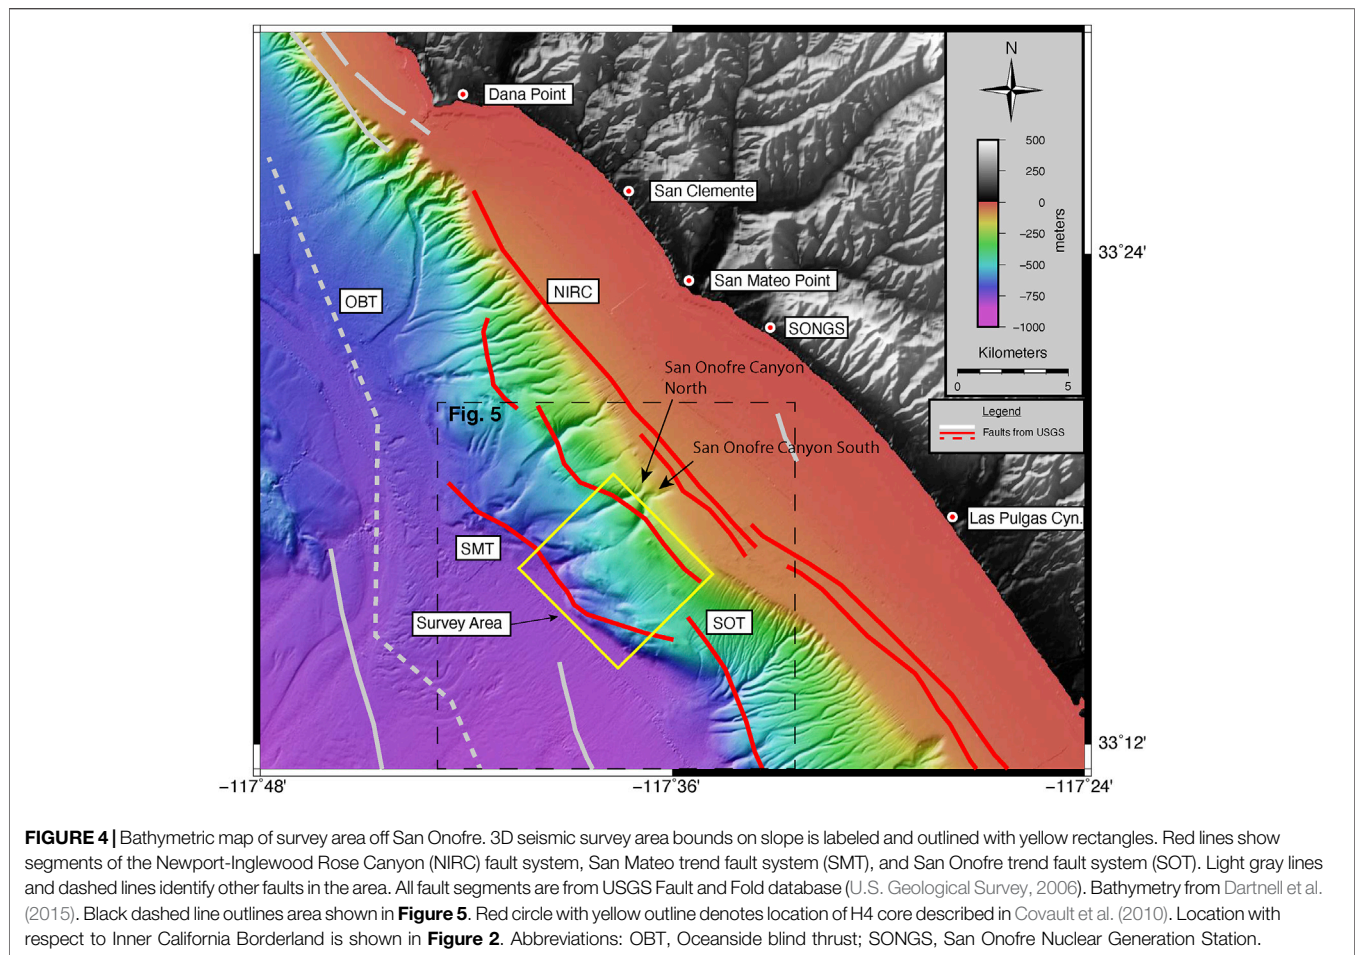 N
500
250
0
−250
−500
−750
−1000
meters
Kilometers
0 5
Legend
Faults from USGS
Dana Point
San Clemente
San Mateo Point
SONGS
Las Pulgas Cyn.
OBT
NIRC
San Onofre Canyon
North
San Onofre Canyon South
Fig. 5
SMT
Survey Area
SOT
33˚24'
33˚12'
−117˚48' −117˚36' −117˚24'
FIGURE 4 | Bathymetric map of survey area off San Onofre. 3D seismic survey area bounds on slope is labeled and outlined with yellow rectangles. Red lines show
segments of the Newport-Inglewood Rose Canyon (NIRC) fault system, San Mateo trend fault system (SMT), and San Onofre trend fault system (SOT). Light gray lines
and dashed lines identify other faults in the area. All fault segments are from USGS Fault and Fold database (U.S. Geological Survey, 2006). Bathymetry from Dartnell et al.
(2015). Black dashed line outlines area shown in Figure 5. Red circle with yellow outline denotes location of H4 core described in Covault et al. (2010). Location with
respect to Inner California Borderland is shown in Figure 2. Abbreviations: OBT, Oceanside blind thrust; SONGS, San Onofre Nuclear Generation Station.